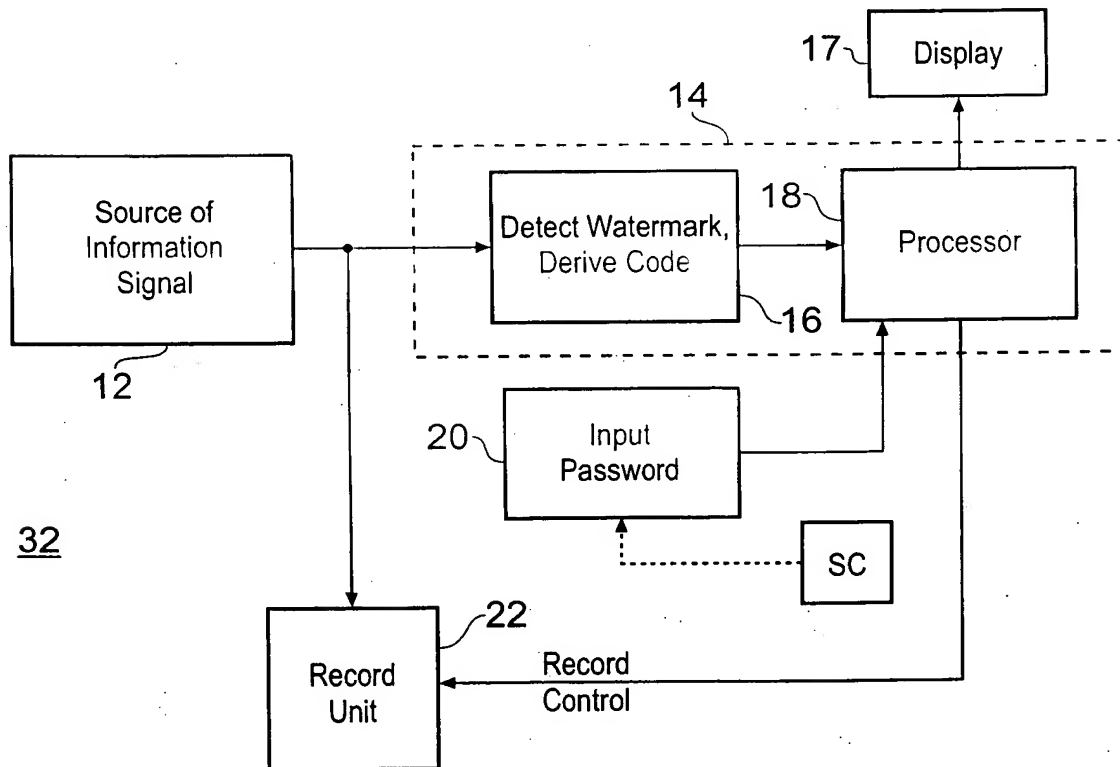 17
Display
14
Source of
Information
Signal
12
Detect Watermark,
Derive Code
16
18
Processor
20
Input
Password
32
SC
22
Record
Unit
Record
Control